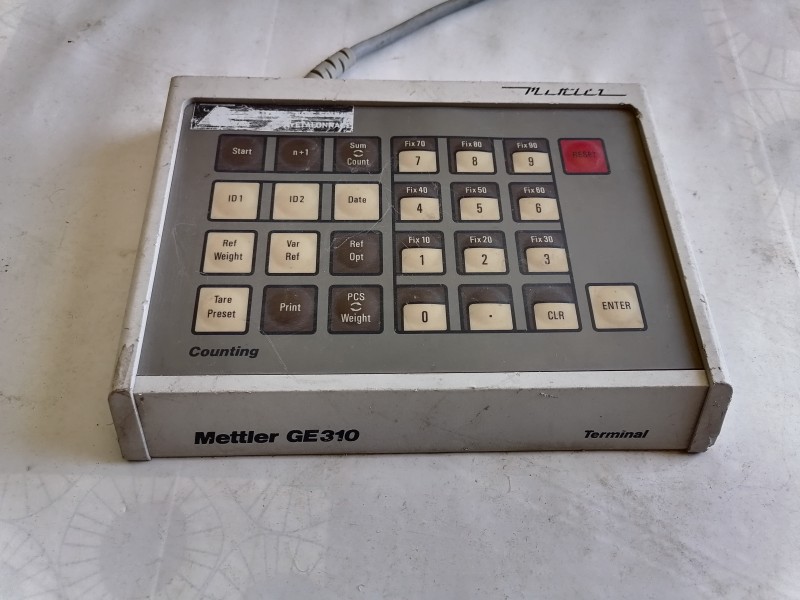 Mettler
Start
n+1
Sum
Count
Fix 70
7
Fix 80
8
Fix 90
9
RESET
ID1
ID2
Date
Fix 40
4
Fix 50
5
Fix 60
6
Ref
Weight
Var
Ref
Ref
Opt
Fix 10
1
Fix 20
2
Fix 30
3
Tare
Preset
Print
PCS
Weight
0
.
CLR
ENTER
Counting
Mettler GE310
Terminal